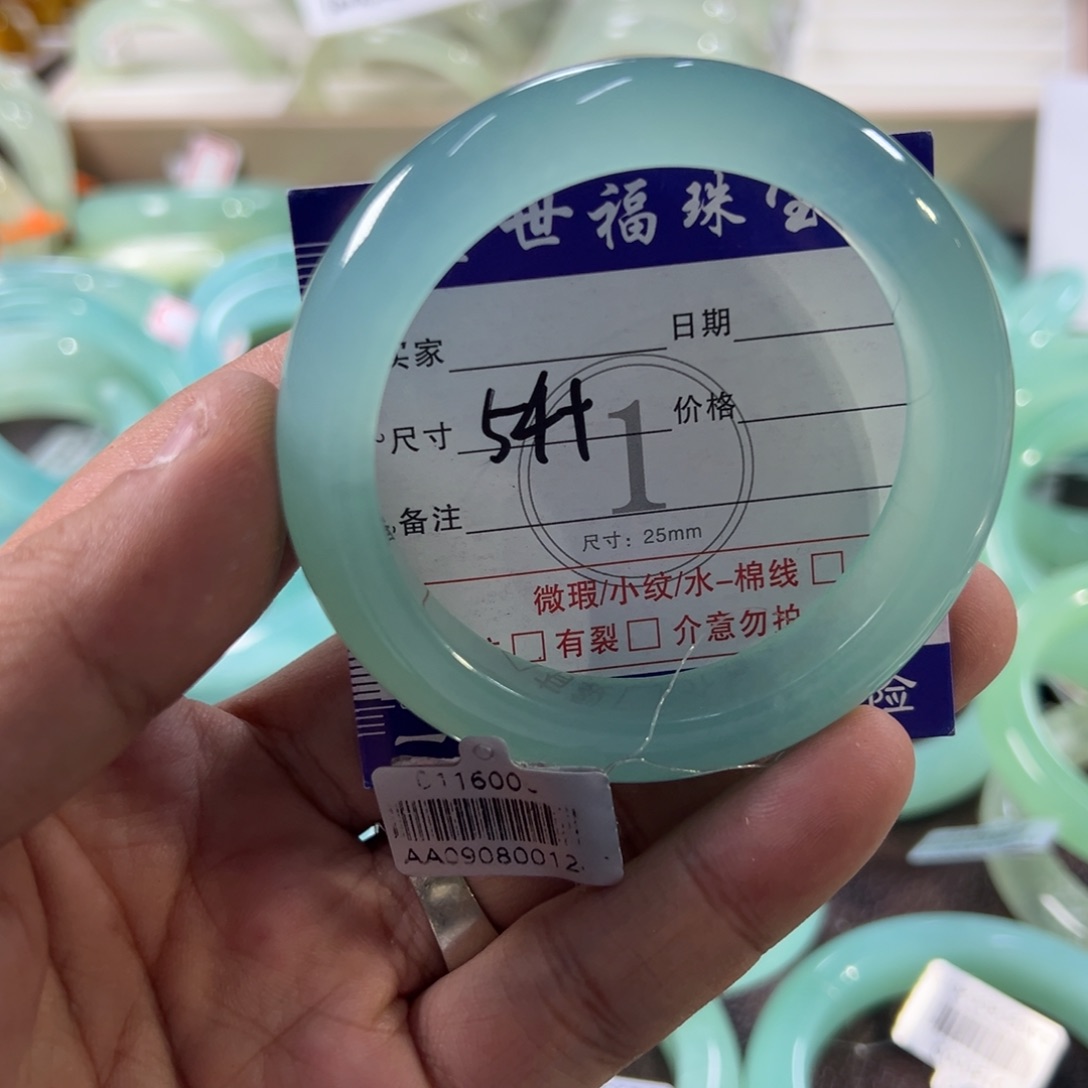 世福珠宝
买家 日期
尺寸 54 价格
1
备注
尺寸：25mm
微瑕/小纹/水-棉线 □
□ 有裂 □ 介意勿拍
险
C11600
AA09080012